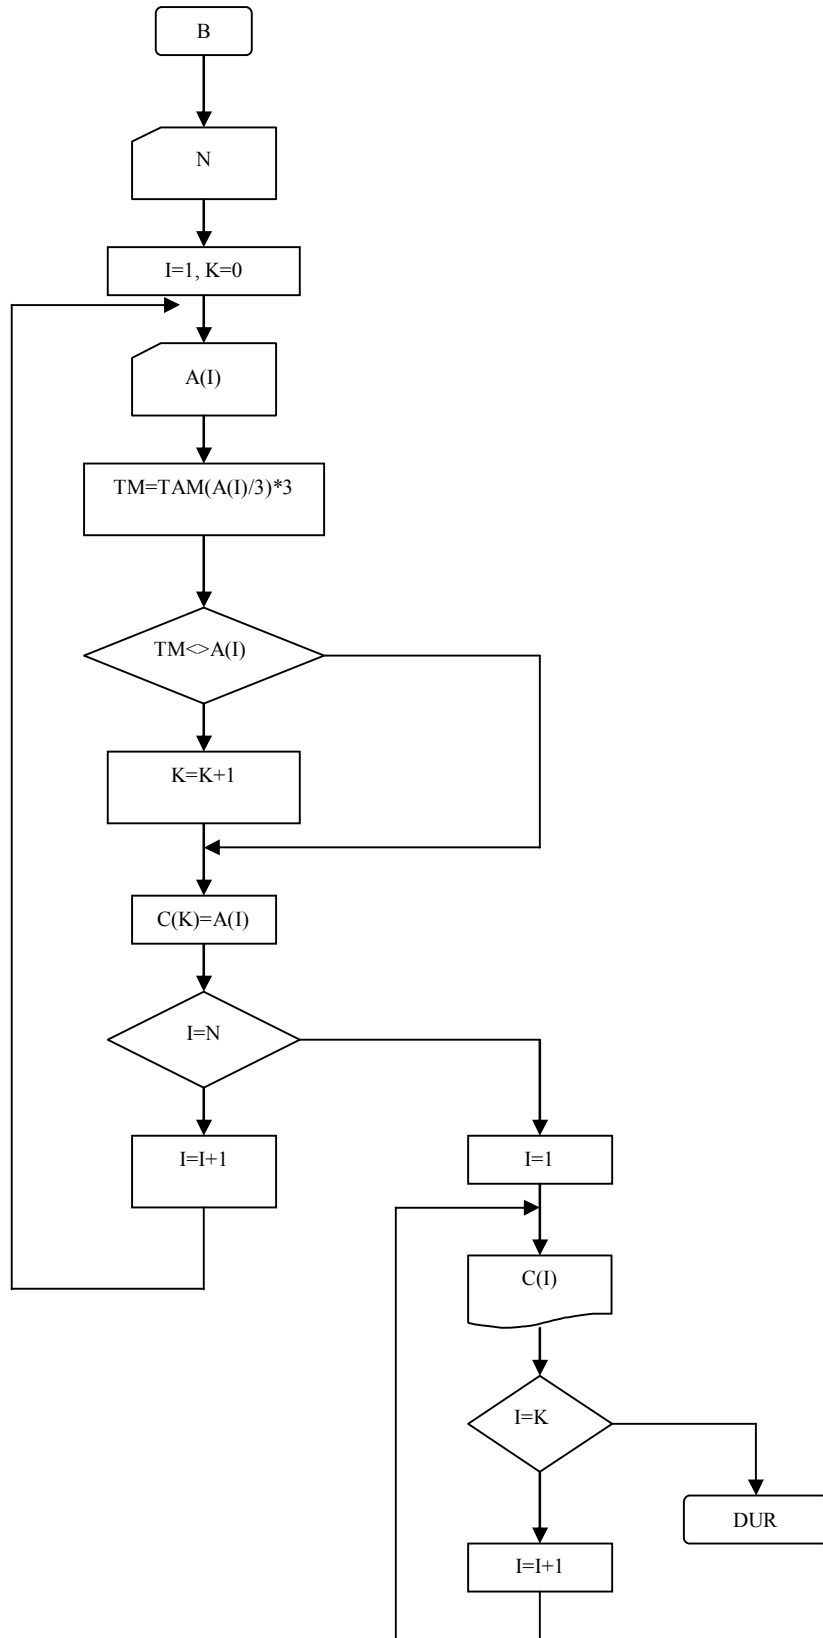 B
N
I=1, K=0
A(I)
TM=TAM(A(I)/3)*3
TM<>A(I)
K=K+1
C(K)=A(I)
I=N
I=I+1
I=1
C(I)
I=K
DUR
I=I+1